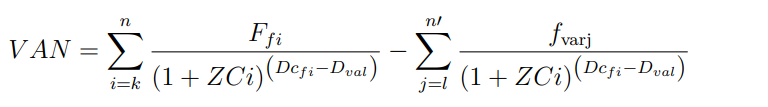 $VAN = \sum_{i=k}^{n} \frac{F_{fi}}{(1 + ZCi)^{(Dc_{fi} - D_{val})}} - \sum_{j=l}^{n\prime} \frac{f_{\text{varj}}}{(1 + ZCi)^{(Dc_{fi} - D_{val})}}$